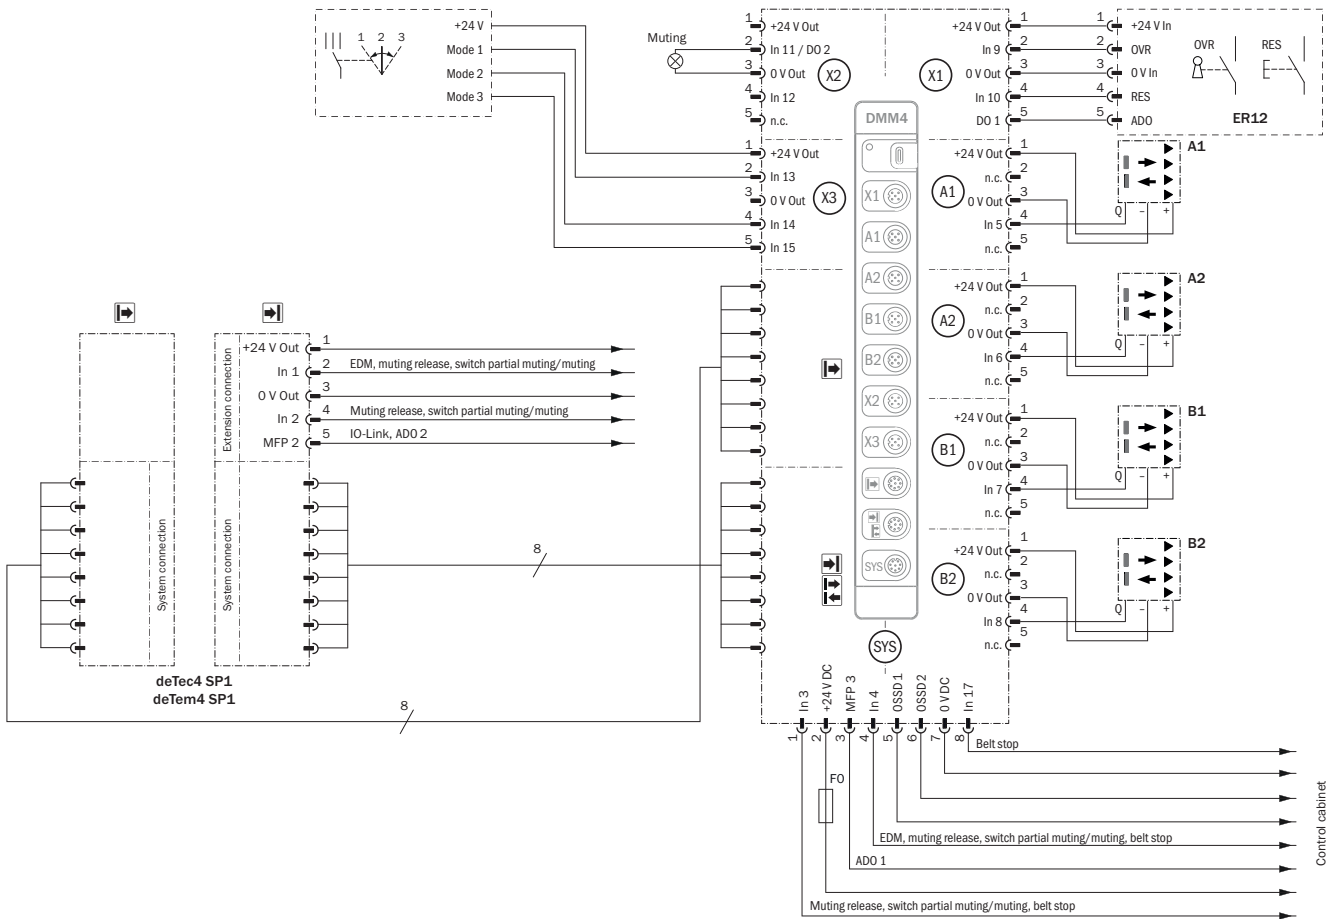 +24 V
Mode 1
Mode 2
Mode 3
1 2 3
Muting
1 +24 V Out
2 In 11 / DO 2
3 0 V Out
4 In 12
5 n.c.
X2
1 +24 V Out
2 In 13
3 0 V Out
4 In 14
5 In 15
X3
DMM4
X1
A1
A2
B1
B2
X2
X3
SYS
X1
+24 V Out 1
In 9 2
0 V Out 3
In 10 4
DO 1 5
1 +24 V In
2 OVR
3 0 V In
4 RES
5 ADO
OVR RES
ER12
A1
+24 V Out 1
n.c. 2
0 V Out 3
In 5 4
n.c. 5
A1
Q – +
A2
+24 V Out 1
n.c. 2
0 V Out 3
In 6 4
n.c. 5
A2
Q – +
B1
+24 V Out 1
n.c. 2
0 V Out 3
In 7 4
n.c. 5
B1
Q – +
B2
+24 V Out 1
n.c. 2
0 V Out 3
In 8 4
n.c. 5
B2
Q – +
Extension connection
+24 V Out 1
In 1 2 EDM, muting release, switch partial muting/muting
0 V Out 3
In 2 4 Muting release, switch partial muting/muting
MFP 2 5 IO-Link, ADO 2
System connection
System connection
deTec4 SP1
deTem4 SP1
8
8
SYS
In 3
+24 V DC
MFP 3
In 4
OSSD 1
OSSD 2
0 V DC
In 17
1 2 3 4 5 6 7 8
Belt stop
F0
EDM, muting release, switch partial muting/muting, belt stop
ADO 1
Muting release, switch partial muting/muting, belt stop
Control cabinet